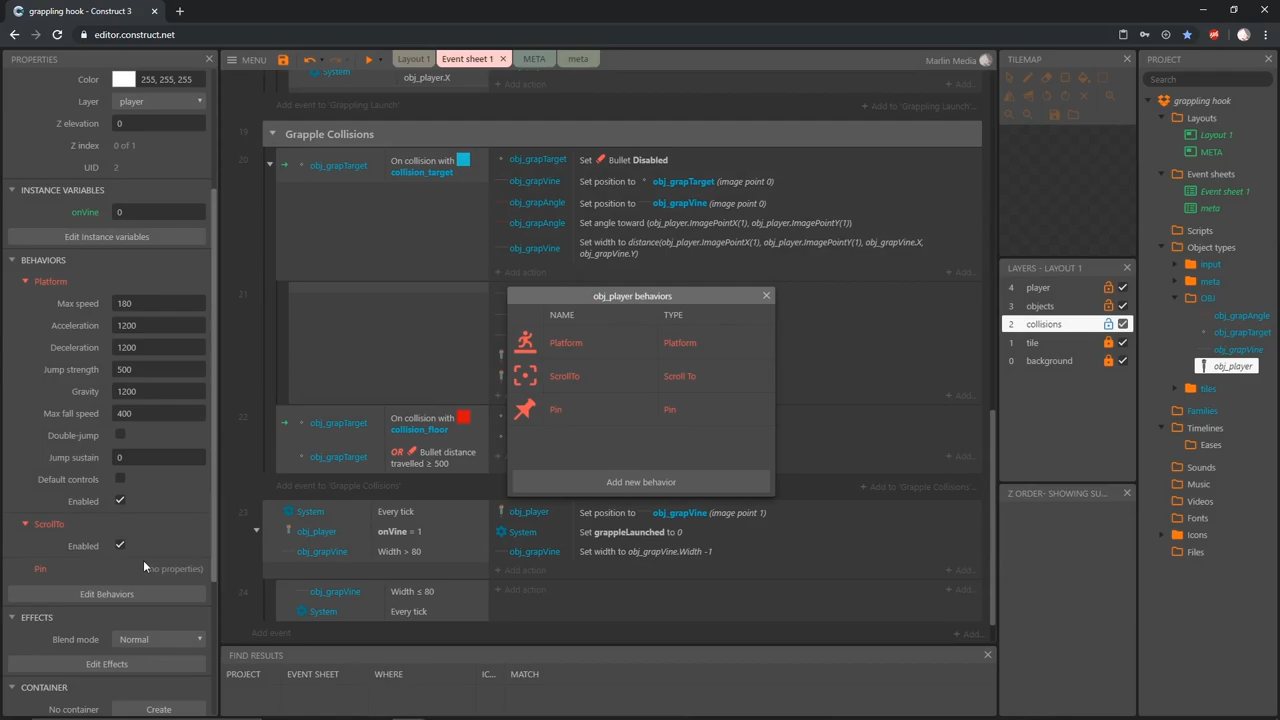 grappling hook - Construct 3
editor.construct.net
PROPERTIES
Color 255, 255, 255
Layer player
Z elevation 0
Z index 0 of 1
UID 2
INSTANCE VARIABLES
onVine 0
Edit Instance variables
BEHAVIORS
Platform
Max speed 180
Acceleration 1200
Deceleration 1200
Jump strength 500
Gravity 1200
Max fall speed 400
Double-jump
Jump sustain 0
Default controls
Enabled
ScrollTo
Enabled
Pin no properties)
Edit Behaviors
EFFECTS
Blend mode Normal
Edit Effects
CONTAINER
No container Create
MENU
Layout 1 Event sheet 1 META meta
Marlin Media
System obj_player.X
Add action
Add...
Add event to 'Grappling Launch' + Add to 'Grappling Launch'...
19 Grapple Collisions
20
obj_grapTarget On collision with
collision_target
obj_grapTarget Set Bullet Disabled
obj_grapVine Set position to obj_grapTarget (image point 0)
obj_grapAngle Set position to obj_grapVine (image point 0)
obj_grapAngle Set angle toward (obj_player.ImagePointX(1), obj_player.ImagePointY(1))
obj_grapVine Set width to distance(obj_player.ImagePointX(1), obj_player.ImagePointY(1), obj_grapVine.X,
obj_grapVine.Y)
+ Add action + Add...
21
+ Add...
22
obj_grapTarget On collision with
collision_floor
obj_grapTarget OR Bullet distance
travelled ≥ 500
+ Add...
Add event to 'Grapple Collisions' + Add to 'Grapple Collisions'...
23
System Every tick
obj_player onVine = 1
obj_grapVine Width > 80
obj_player Set position to obj_grapVine (image point 1)
System Set grappleLaunched to 0
obj_grapVine Set width to obj_grapVine.Width -1
+ Add action + Add...
24
obj_grapVine Width ≤ 80
System Every tick
+ Add action + Add...
Add event + Add...
obj_player behaviors
NAME TYPE
Platform Platform
ScrollTo Scroll To
Pin Pin
Add new behavior
FIND RESULTS
PROJECT EVENT SHEET WHERE IC... MATCH
TILEMAP
LAYERS - LAYOUT 1
4 player
3 objects
2 collisions
1 tile
0 background
Z ORDER- SHOWING SU...
PROJECT
Search
grappling hook
Layouts
Layout 1
META
Event sheets
Event sheet 1
meta
Scripts
Object types
input
meta
OBJ
obj_grapAngle
obj_grapTarget
obj_grapVine
obj_player
tiles
Families
Timelines
Eases
Sounds
Music
Videos
Fonts
Icons
Files